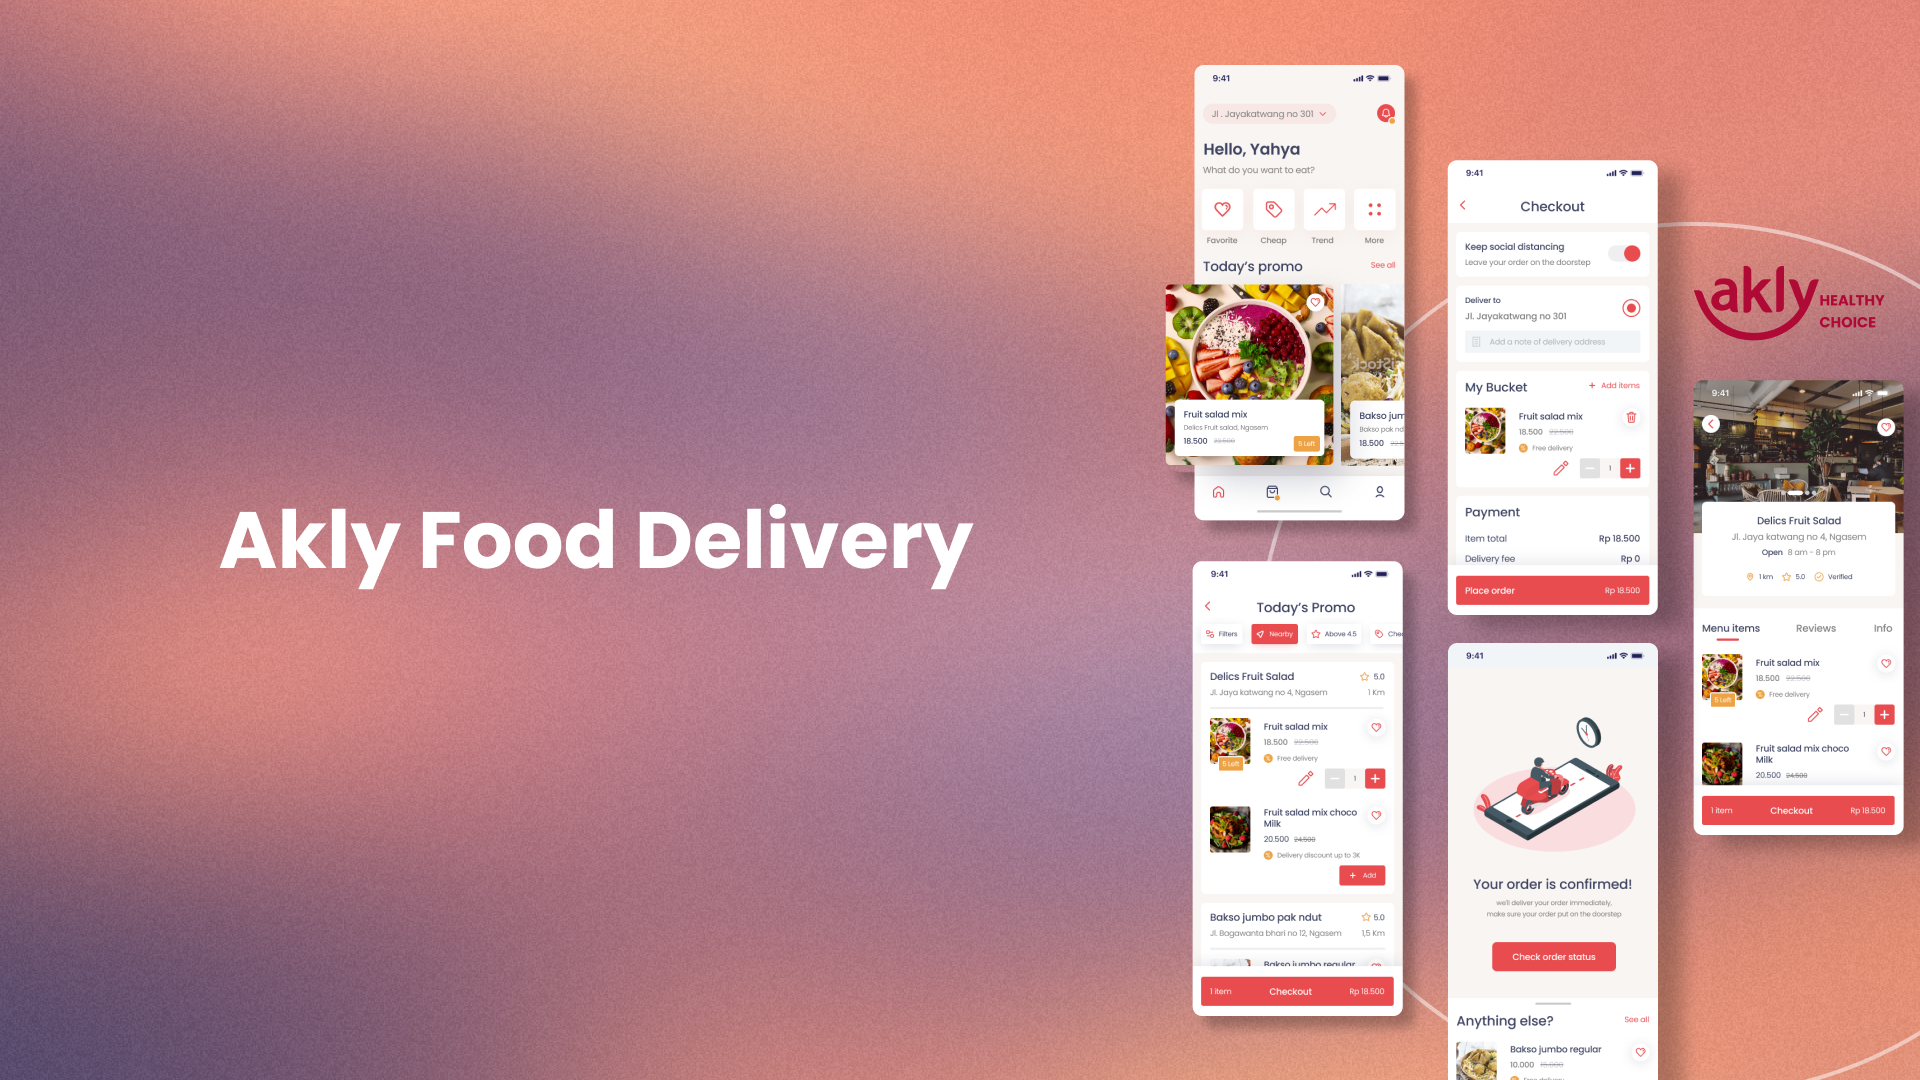 Akly Food Delivery
9:41
Jl . Jayakatwang no 301
Hello, Yahya
What do you want to eat?
Favorite
Cheap
Trend
More
Today's promo
See all
Fruit salad mix
Delics Fruit salad, Ngasem
18.500 22.500
5 Left
Bakso jum
Bakso pak nd
18.500
9:41
Today's Promo
Filters
Nearby
Above 4.5
Delics Fruit Salad
5.0
Jl. Jaya katwang no 4, Ngasem
1 Km
Fruit salad mix
18.500 22.500
5 Left
Free delivery
1
Fruit salad mix choco
Milk
20.500 24.500
Delivery discount up to 3K
Add
Bakso jumbo pak ndut
5.0
Jl. Bagawanta bhari no 12, Ngasem
1,5 Km
Bakso jumbo regular
1 item
Checkout
Rp 18.500
9:41
Checkout
Keep social distancing
Leave your order on the doorstep
Deliver to
Jl. Jayakatwang no 301
Add a note of delivery address
My Bucket
+ Add items
Fruit salad mix
18.500 22.500
Free delivery
1
Payment
Item total
Rp 18.500
Delivery fee
Rp 0
Place order
Rp 18.500
9:41
Your order is confirmed!
we'll deliver your order immediately,
make sure your order put on the doorstep
Check order status
Anything else?
See all
Bakso jumbo regular
10.000 15.000
Free delivery
akly HEALTHY
CHOICE
9:41
Delics Fruit Salad
Jl. Jaya katwang no 4, Ngasem
Open 8 am - 8 pm
1 km
5.0
Verified
Menu items
Reviews
Info
Fruit salad mix
18.500 22.500
5 Left
Free delivery
1
Fruit salad mix choco
Milk
20.500 24.500
1 item
Checkout
Rp 18.500